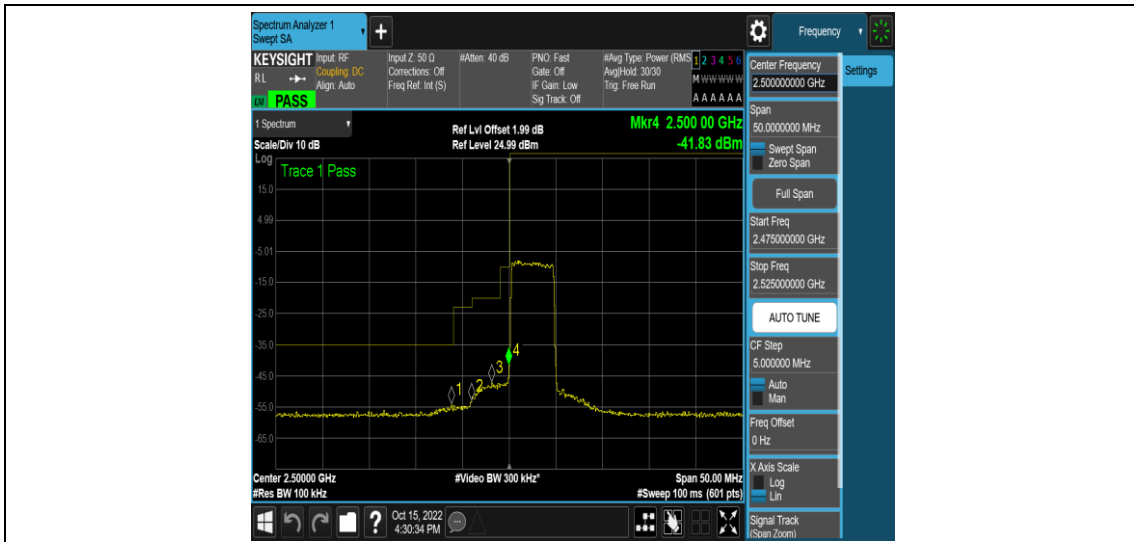 Spectrum Analyzer 1
Swept SA
+
Frequency
KEYSIGHT
Input: RF
Input Z: 50 Ω
#Atten: 40 dB
PNO: Fast
#Avg Type: Power (RMS
1 2 3 4 5 6
RL
Coupling: DC
Corrections: Off
Gate: Off
Avg|Hold: 30/30
M W W W W W
Align: Auto
Freq Ref: Int (S)
IF Gain: Low
Trig: Free Run
Sig Track: Off
A A A A A A
PASS
1 Spectrum
Ref Lvl Offset 1.99 dB
Mkr4 2.500 00 GHz
Scale/Div 10 dB
Ref Level 24.99 dBm
-41.83 dBm
Log
Trace 1 Pass
15.0
4.99
-5.01
-15.0
-25.0
-35.0
-45.0
-55.0
-65.0
1
2
3
4
Center 2.50000 GHz
#Video BW 300 kHz*
Span 50.00 MHz
#Res BW 100 kHz
#Sweep 100 ms (601 pts)
Center Frequency
2.500000000 GHz
Settings
Span
50.0000000 MHz
Swept Span
Zero Span
Full Span
Start Freq
2.475000000 GHz
Stop Freq
2.525000000 GHz
AUTO TUNE
CF Step
5.000000 MHz
Auto
Man
Freq Offset
0 Hz
X Axis Scale
Log
Lin
Signal Track
(Span Zoom)
?
Oct 15, 2022
4:30:34 PM